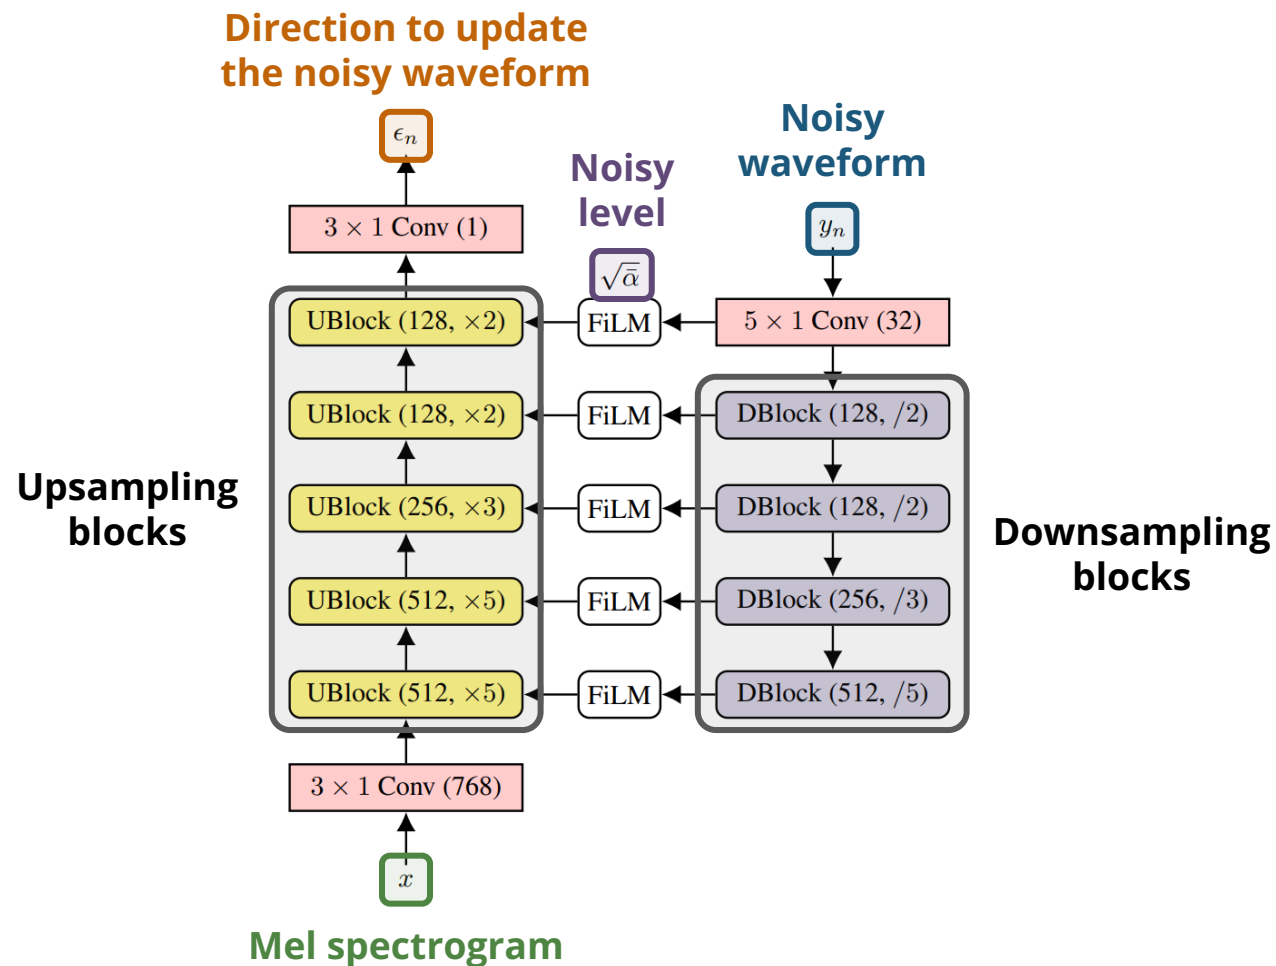 Direction to update
the noisy waveform
ϵₙ
Noisy
waveform
Noisy
level
yₙ
3 × 1 Conv (1)
√ᾱ
UBlock (128, ×2)
FiLM
5 × 1 Conv (32)
UBlock (128, ×2)
FiLM
DBlock (128, /2)
Upsampling
blocks
UBlock (256, ×3)
FiLM
DBlock (128, /2)
Downsampling
blocks
UBlock (512, ×5)
FiLM
DBlock (256, /3)
UBlock (512, ×5)
FiLM
DBlock (512, /5)
3 × 1 Conv (768)
x
Mel spectrogram